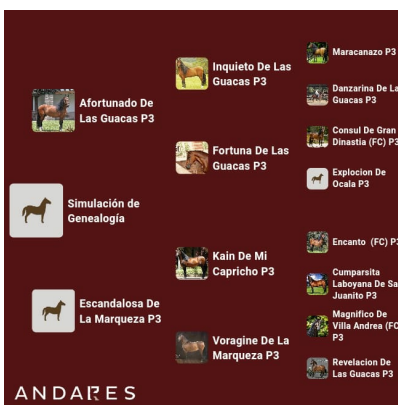 Afortunado De
Las Guacas P3
Simulación de
Genealogía
Escandalosa De
La Marqueza P3
Inquieto De Las
Guacas P3
Fortuna De Las
Guacas P3
Kain De Mi
Capricho P3
Voragine De La
Marqueza P3
Maracanazo P3
Danzarina De La
Guacas P3
Consul De Gran
Dinastia (FC) P3
Explocion De
Ocala P3
Encanto (FC) P3
Cumparsita
Laboyana De Sa
Juanito P3
Magnifico De
Villa Andrea (FC
P3
Revelacion De
Las Guacas P3
ANDARES